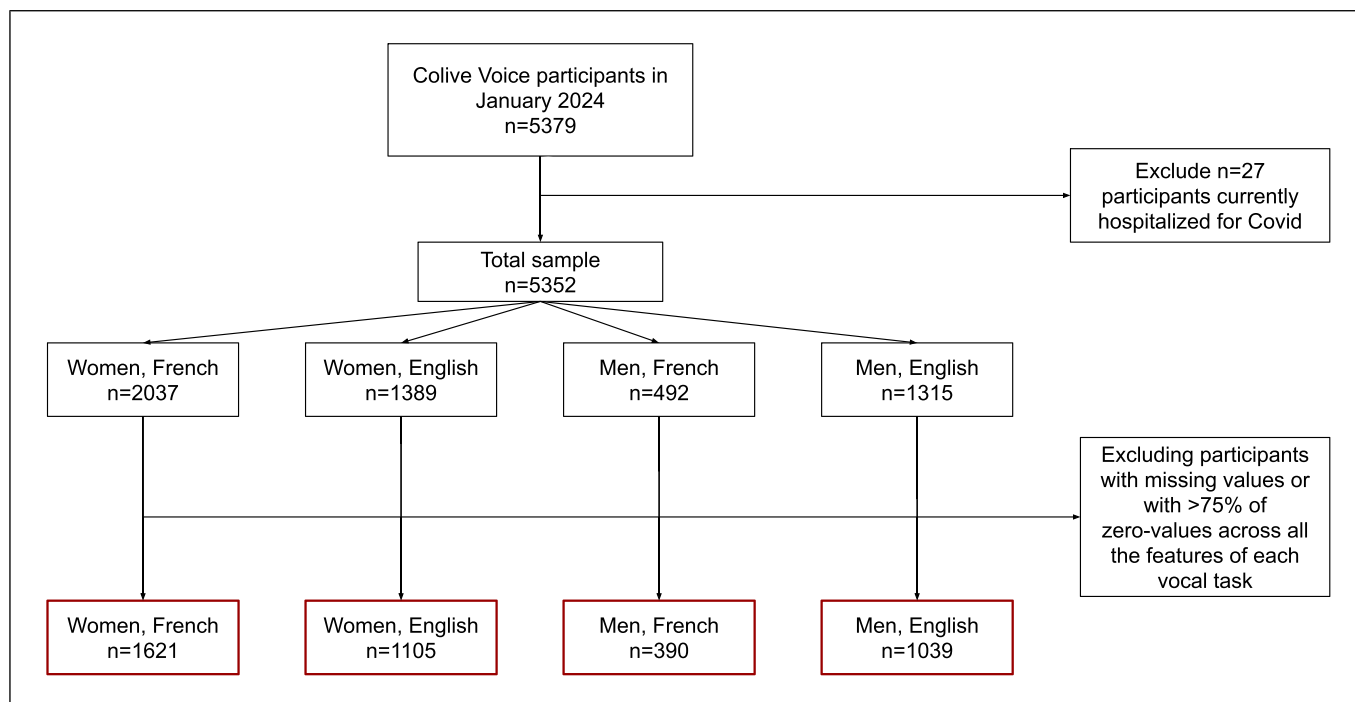 Colive Voice participants in
January 2024
n=5379
Exclude n=27
participants currently
hospitalized for Covid
Total sample
n=5352
Women, French
n=2037
Women, English
n=1389
Men, French
n=492
Men, English
n=1315
Excluding participants
with missing values or
with >75% of
zero-values across all
the features of each
vocal task
Women, French
n=1621
Women, English
n=1105
Men, French
n=390
Men, English
n=1039